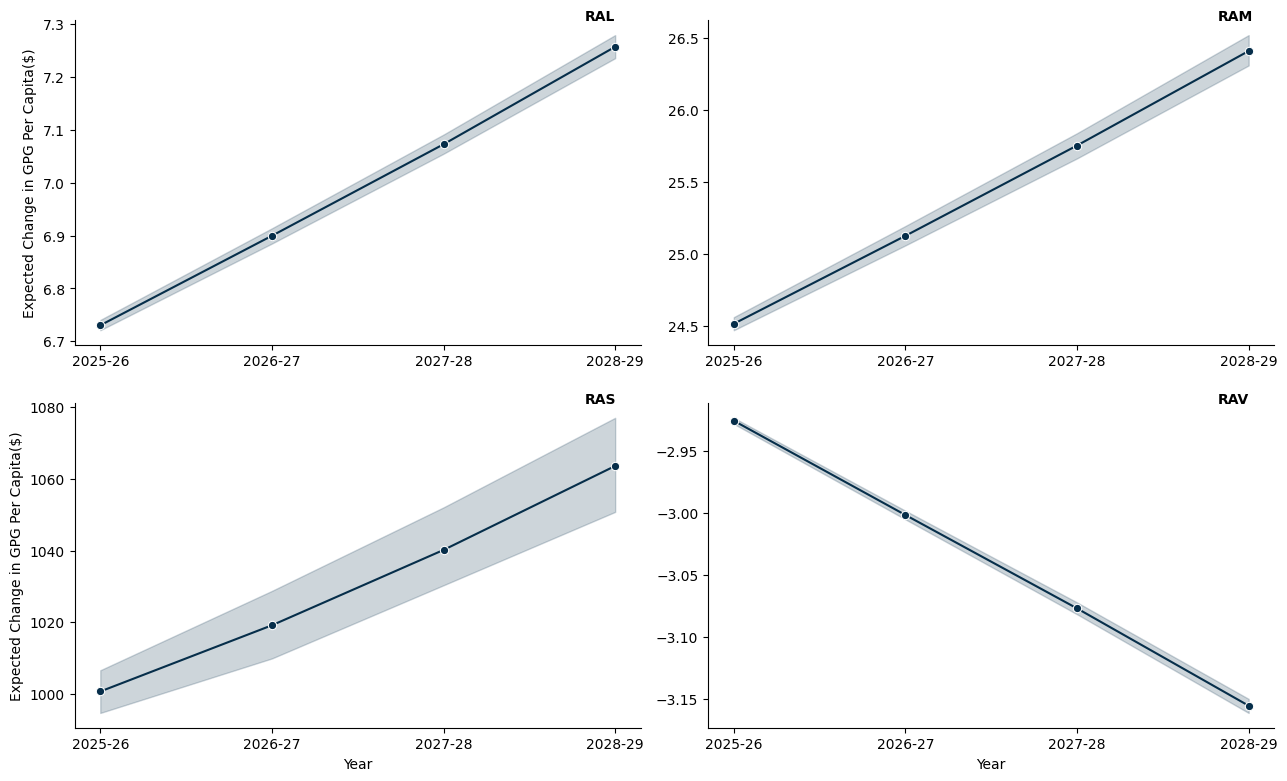 RAL
Expected Change in GPG Per Capita($)
7.3
7.2
7.1
7.0
6.9
6.8
6.7
2025-26 2026-27 2027-28 2028-29
RAM
26.5
26.0
25.5
25.0
24.5
2025-26 2026-27 2027-28 2028-29
RAS
Expected Change in GPG Per Capita($)
1080
1060
1040
1020
1000
2025-26 2026-27 2027-28 2028-29
Year
RAV
−2.95
−3.00
−3.05
−3.10
−3.15
2025-26 2026-27 2027-28 2028-29
Year